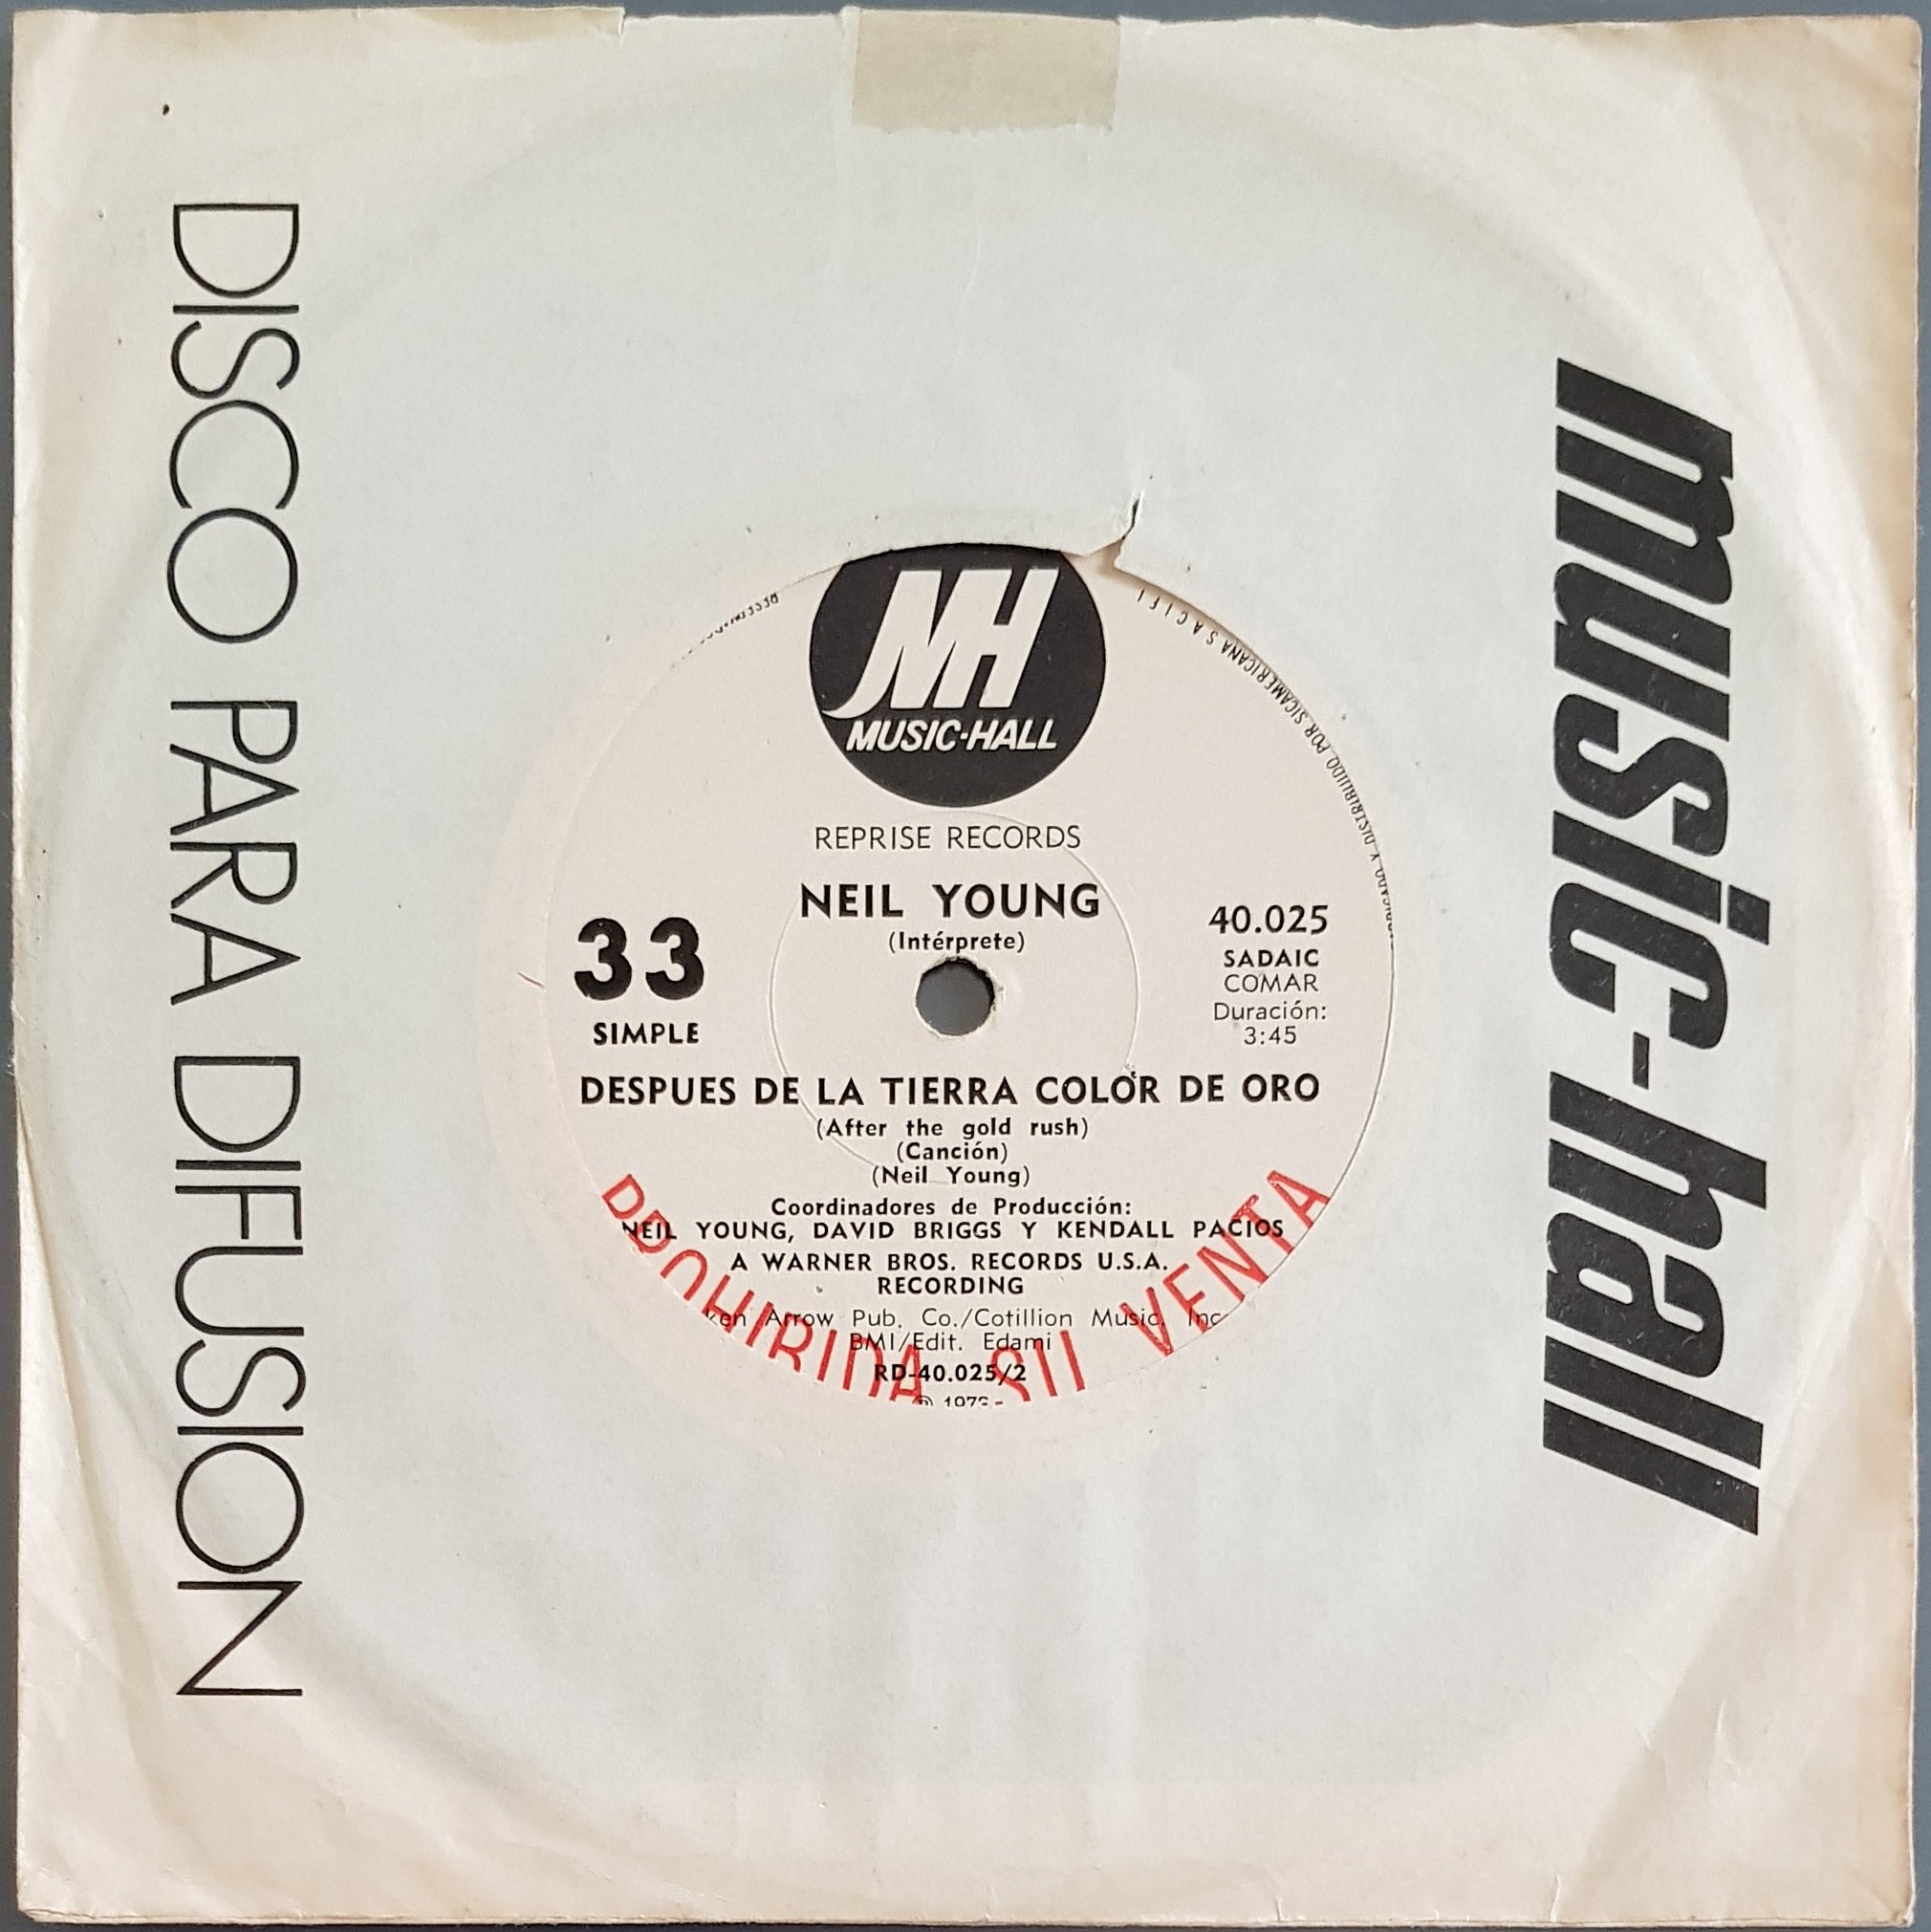 DISCO PARA DIFUSION
music-hall
MH
MUSIC-HALL
REPRISE RECORDS
NEIL YOUNG
(Intérprete)
33
SIMPLE
40.025
SADAIC
COMAR
Duración:
3:45
DESPUES DE LA TIERRA COLOR DE ORO
(After the gold rush)
(Canción)
(Neil Young)
Coordinadores de Producción:
NEIL YOUNG, DAVID BRIGGS Y KENDALL PACIOS
A WARNER BROS. RECORDS U.S.A.
RECORDING
Arrow Pub. Co./Cotillion Music, Inc
BMI/Edit. Edami
RD-40.025/2
PROHIBIDA SU VENTA
Y DISTRIBUIDO POR SICAMERICANA S A C I F I